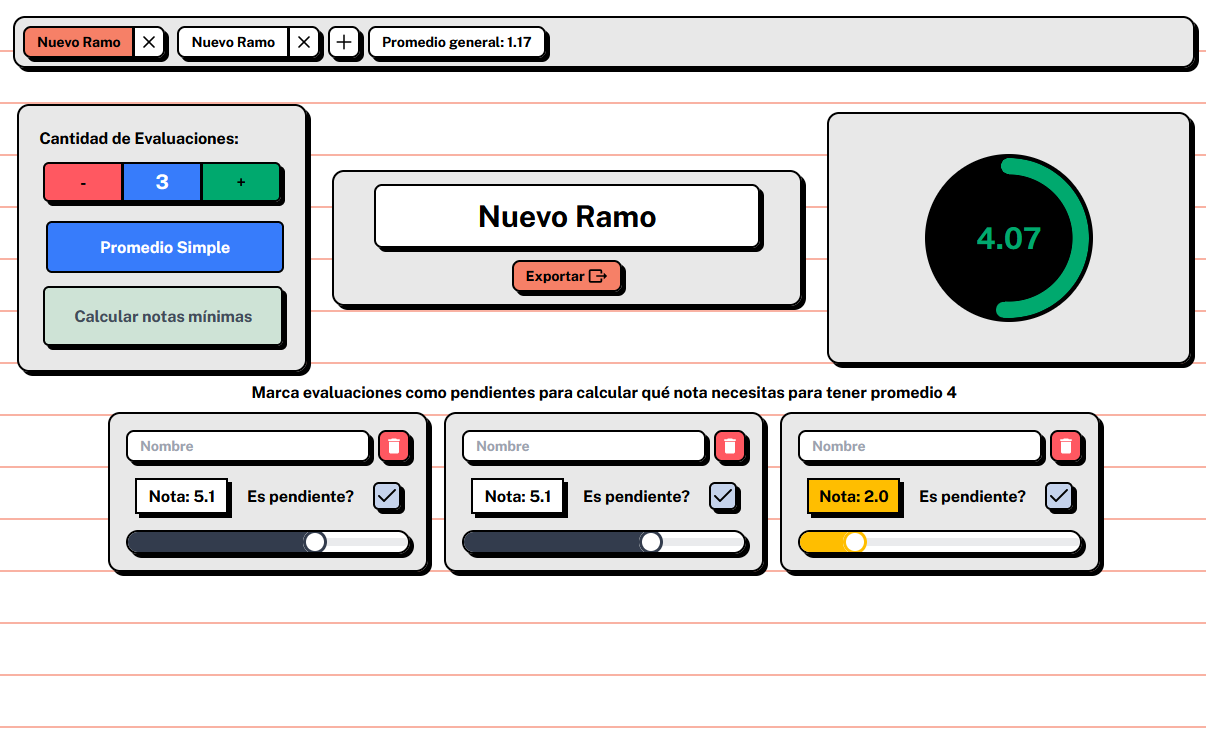 Nuevo Ramo Nuevo Ramo Promedio general: 1.17
Cantidad de Evaluaciones:
- 3 +
Promedio Simple
Calcular notas mínimas
Nuevo Ramo
Exportar
4.07
Marca evaluaciones como pendientes para calcular qué nota necesitas para tener promedio 4
Nombre
Nota: 5.1 Es pendiente?
Nombre
Nota: 5.1 Es pendiente?
Nombre
Nota: 2.0 Es pendiente?